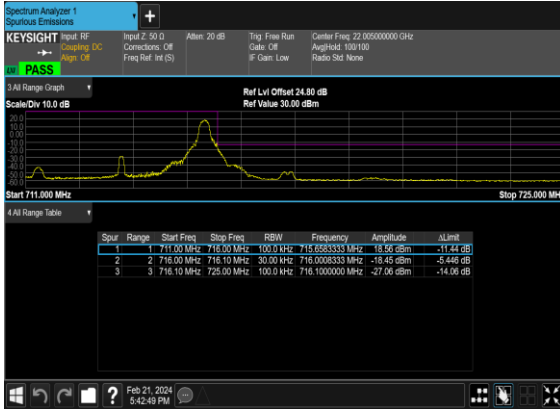 Spectrum Analyzer 1
Spurious Emissions
KEYSIGHT Input: RF Input Z: 50 Ω Atten: 20 dB Trig: Free Run Center Freq: 22.005000000 GHz
Coupling: DC Corrections: Off Gate: Off Avg|Hold: 100/100
Align: Off Freq Ref: Int (S) IF Gain: Low Radio Std: None
PASS
3 All Range Graph Ref Lvl Offset 24.80 dB
Scale/Div 10.0 dB Ref Value 30.00 dBm
20.0
10.0
0.00
-10.0
-20.0
-30.0
-40.0
-50.0
-60.0
Start 711.000 MHz Stop 725.000 MH
4 All Range Table
Spur Range Start Freq Stop Freq RBW Frequency Amplitude ΔLimit
1 1 711.00 MHz 716.00 MHz 100.0 kHz 715.6583333 MHz 18.56 dBm -11.44 dB
2 2 716.00 MHz 716.10 MHz 30.00 kHz 716.0008333 MHz -18.45 dBm -5.446 dB
3 3 716.10 MHz 725.00 MHz 100.0 kHz 716.1000000 MHz -27.06 dBm -14.06 dB
Feb 21, 2024
5:42:49 PM